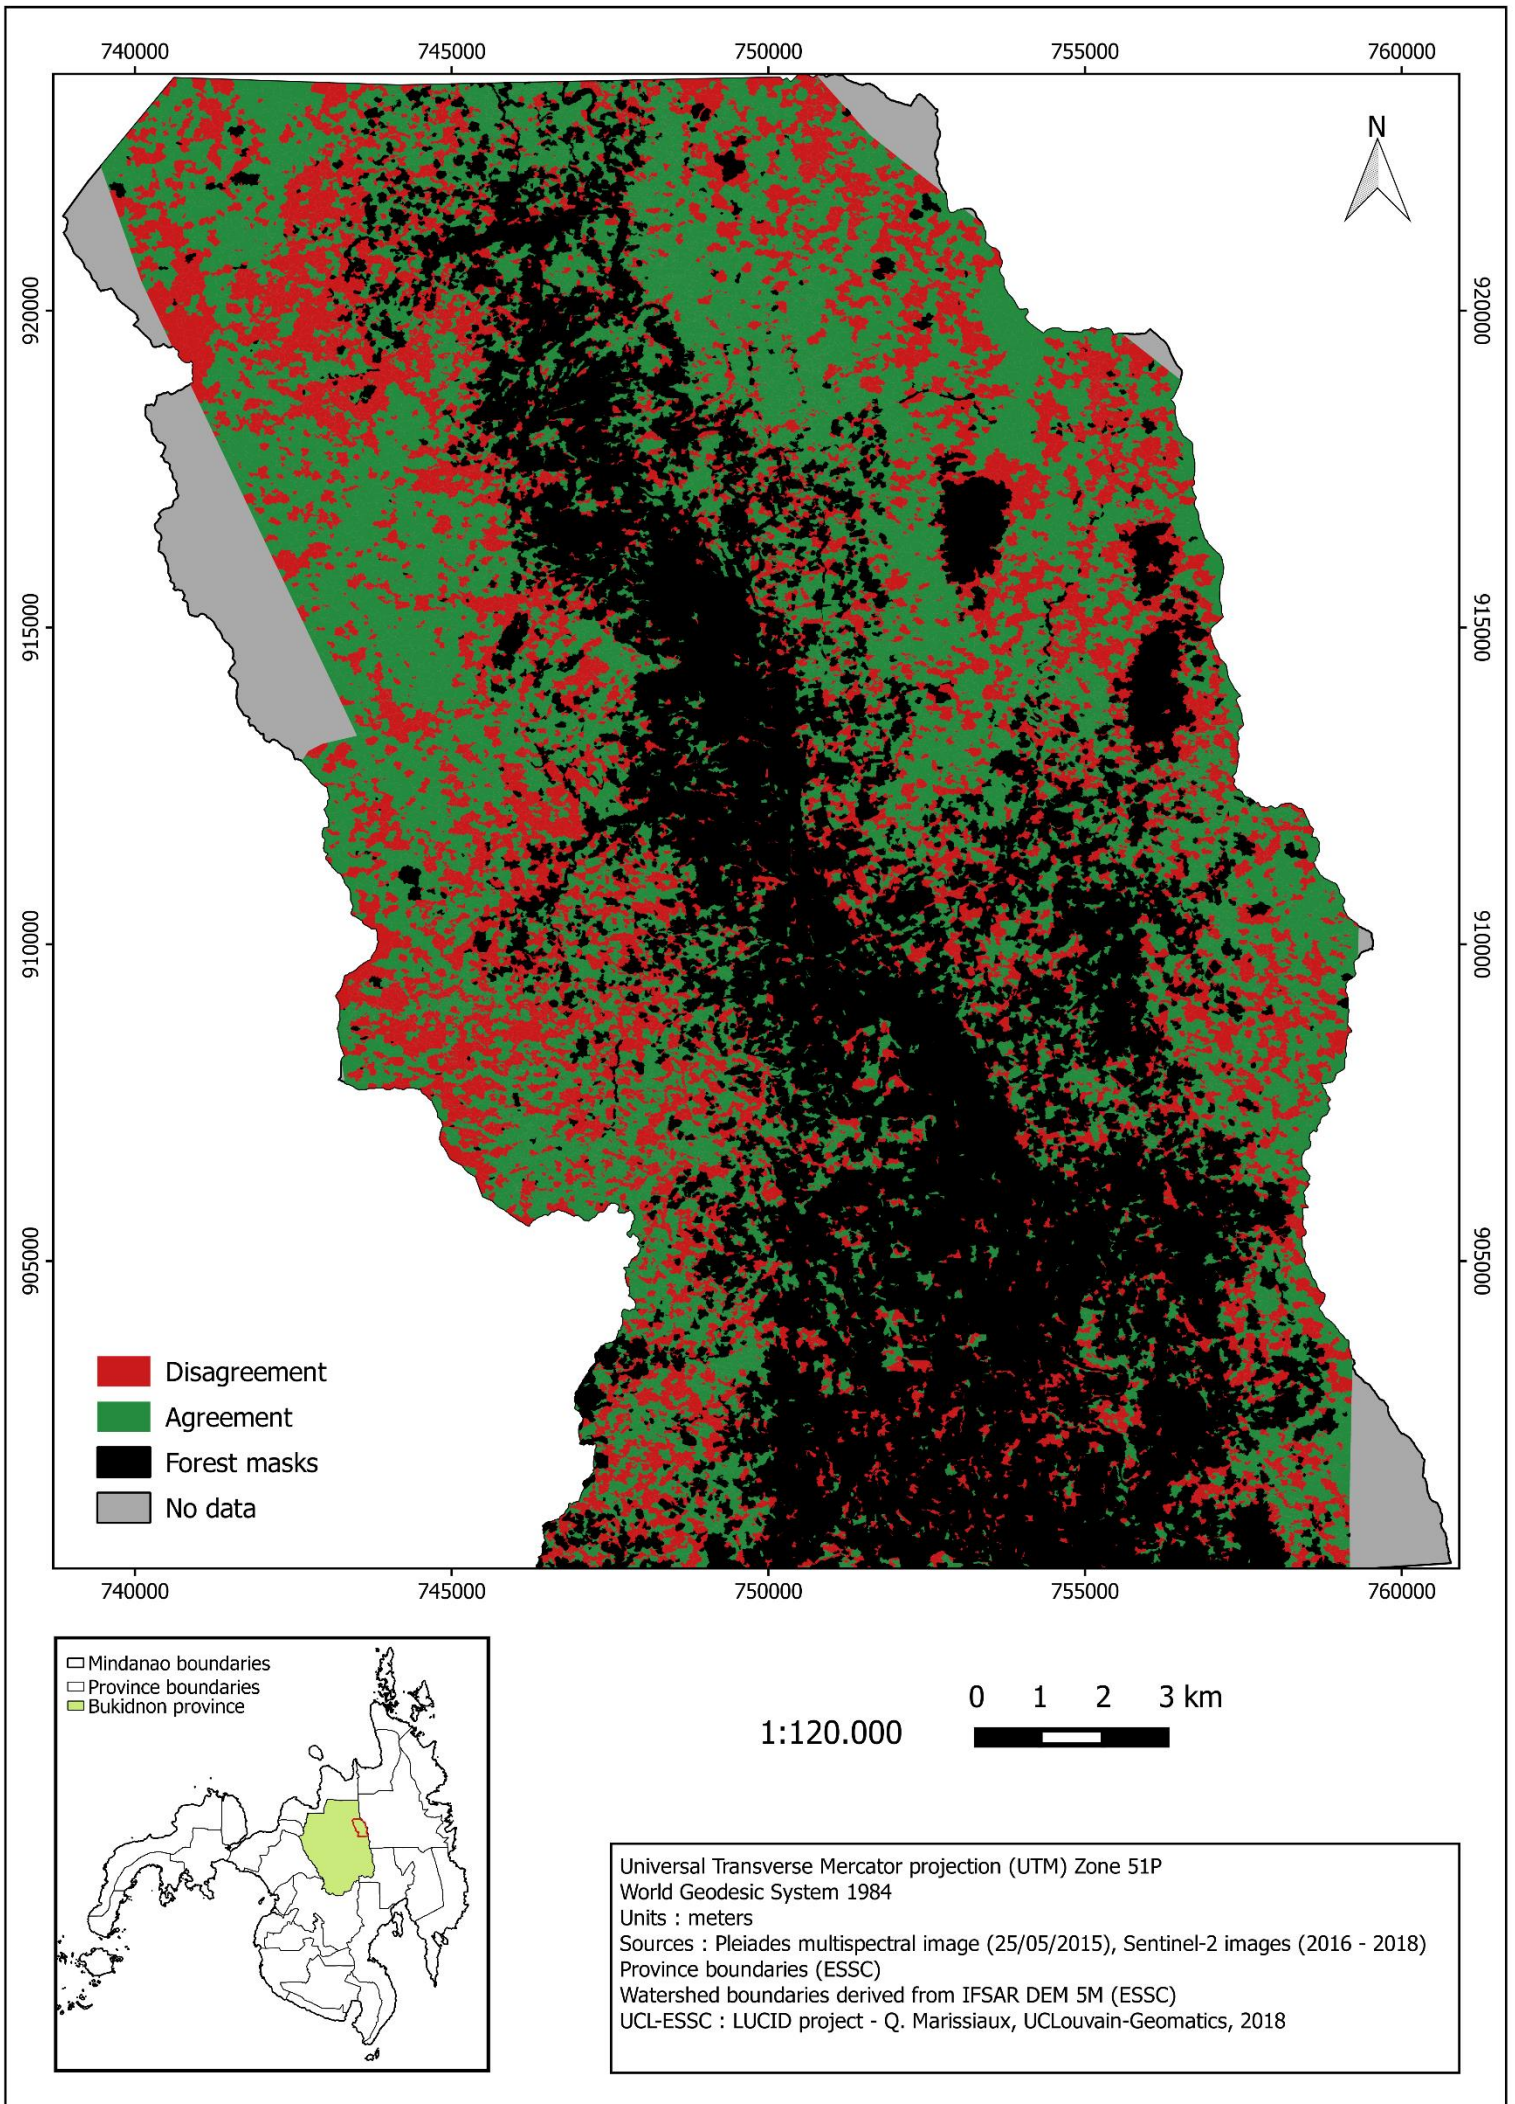 740000 745000 750000 755000 760000
N
920000 920000
915000 915000
910000 910000
905000 905000
Disagreement
Agreement
Forest masks
No data
740000 745000 750000 755000 760000
Mindanao boundaries
Province boundaries
Bukidnon province
0 1 2 3 km
1:120.000
Universal Transverse Mercator projection (UTM) Zone 51P
World Geodesic System 1984
Units : meters
Sources : Pleiades multispectral image (25/05/2015), Sentinel-2 images (2016 - 2018)
Province boundaries (ESSC)
Watershed boundaries derived from IFSAR DEM 5M (ESSC)
UCL-ESSC : LUCID project - Q. Marissiaux, UCLouvain-Geomatics, 2018